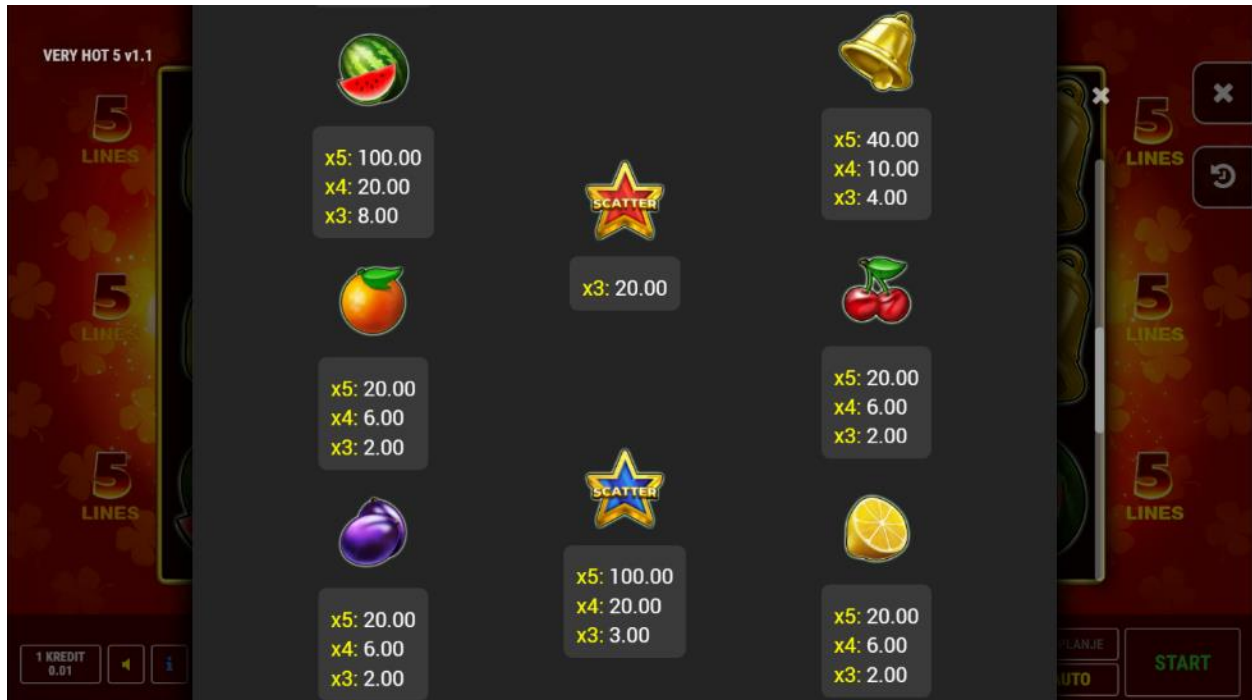 VERY HOT 5 v1.1
5
LINES
5
LINES
5
LINES
x5: 100.00
x4: 20.00
x3: 8.00
SCATTER
x3: 20.00
x5: 40.00
x4: 10.00
x3: 4.00
x5: 20.00
x4: 6.00
x3: 2.00
x5: 20.00
x4: 6.00
x3: 2.00
SCATTER
x5: 100.00
x4: 20.00
x3: 3.00
x5: 20.00
x4: 6.00
x3: 2.00
x5: 20.00
x4: 6.00
x3: 2.00
5
LINES
5
LINES
5
LINES
1 KREDIT
0.01
i
START